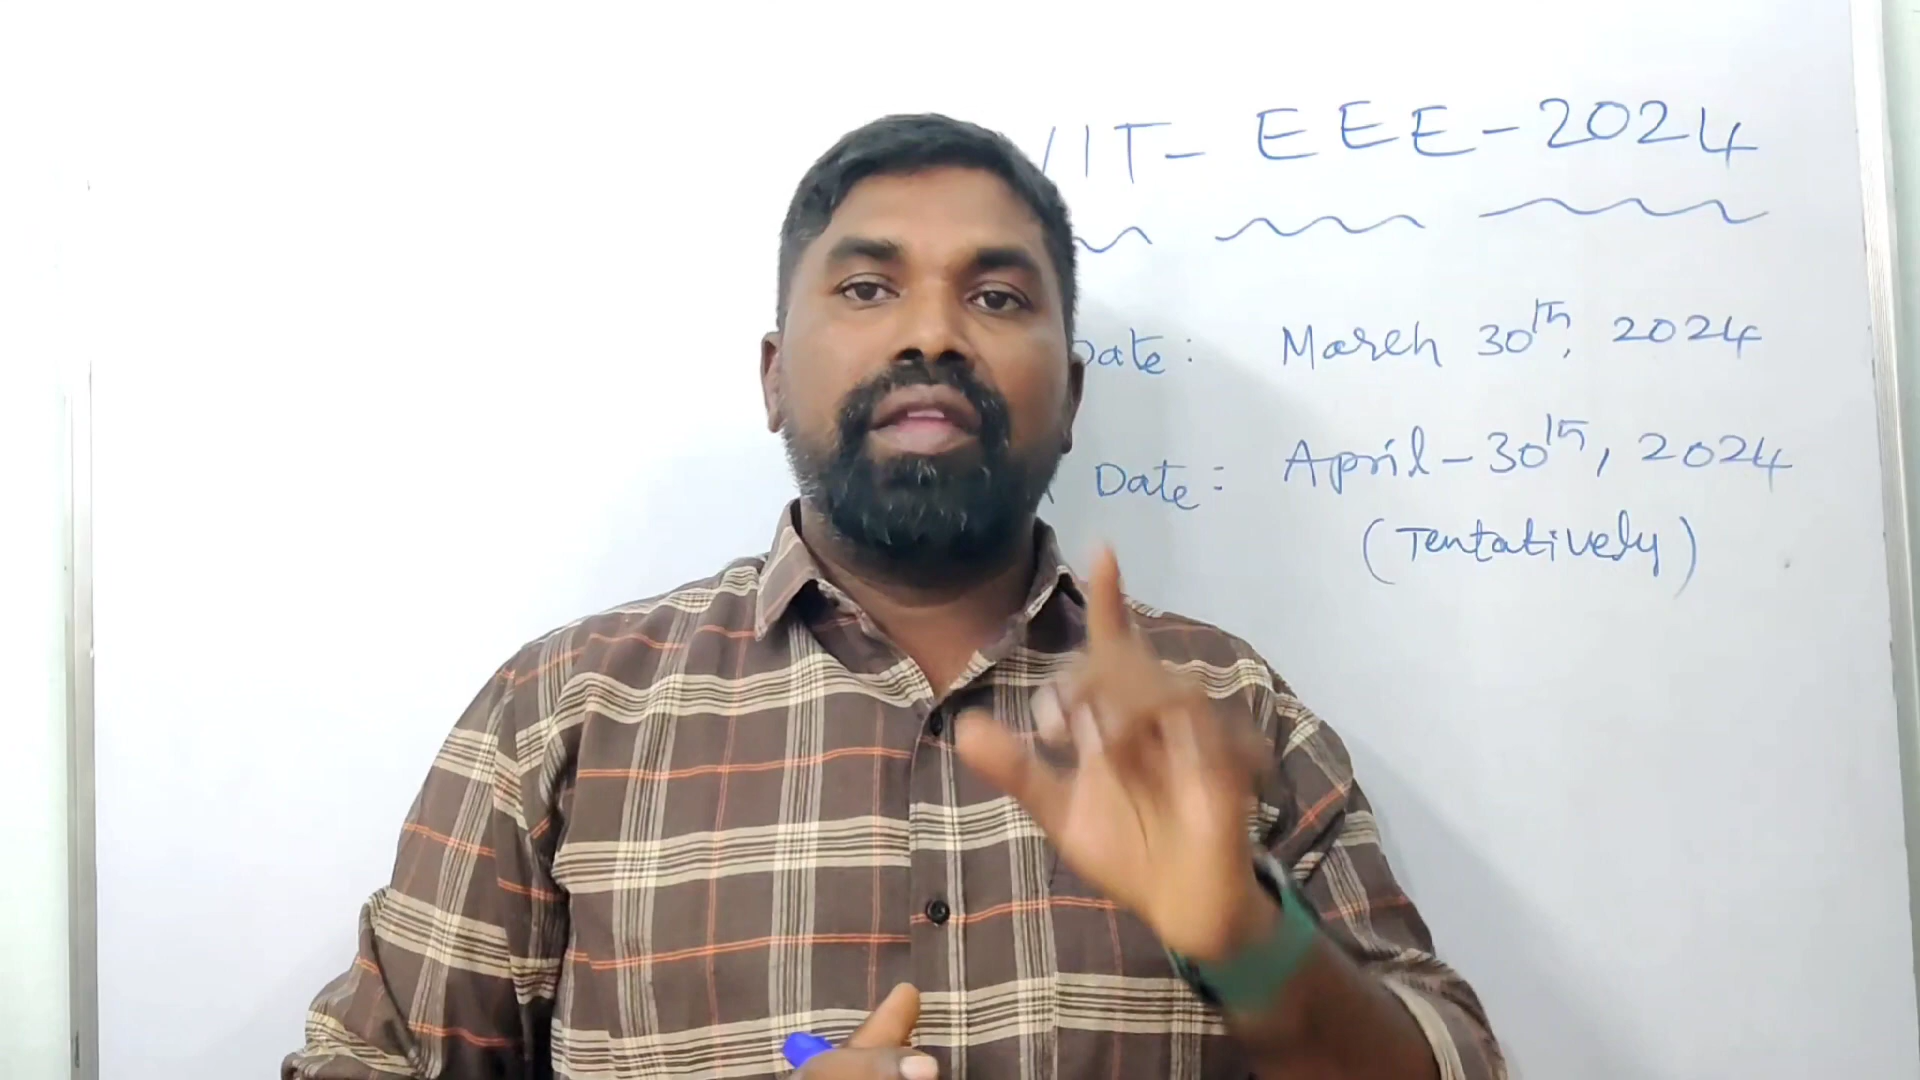 VIT- EEE-2024
Date: March 30th, 2024
Date: April-30th, 2024
(Tentatively)